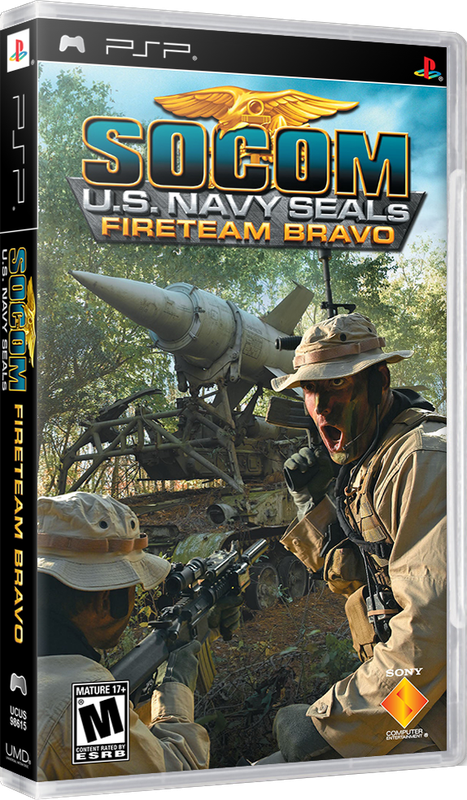 PSP
SOCOM
U.S. NAVY SEALS
FIRETEAM BRAVO
PSP
SOCOM
U.S. NAVY SEALS
FIRETEAM BRAVO
UCUS
98615
UMD
MATURE 17+
M
CONTENT RATED BY
ESRB
SONY
COMPUTER
ENTERTAINMENT